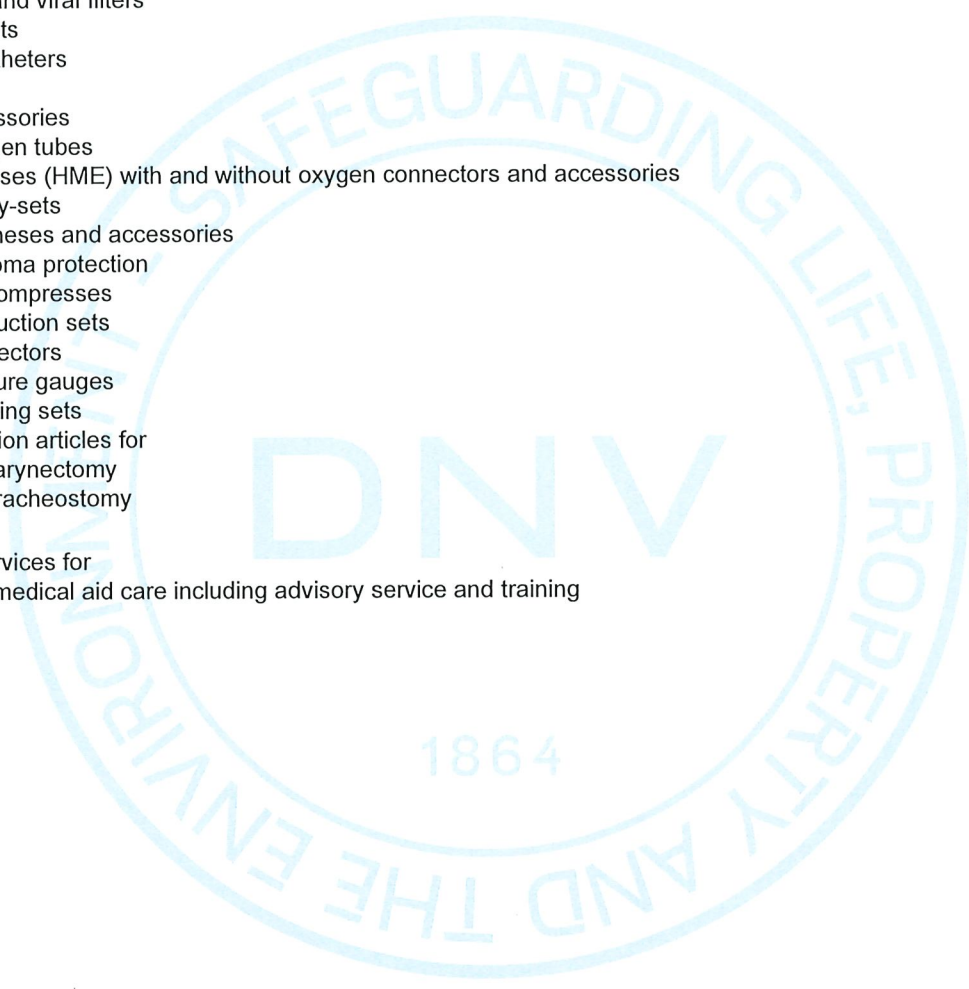 and viral filters
ts
heters
ssories
en tubes
ses (HME) with and without oxygen connectors and accessories
y-sets
neses and accessories
oma protection
ompresses
uction sets
ectors
ure gauges
ing sets
ion articles for
arynectomy
racheostomy
vices for
medical aid care including advisory service and training
SAFEGUARDING LIFE, PROPERTY AND THE ENVIRONMENT
DNV
1864